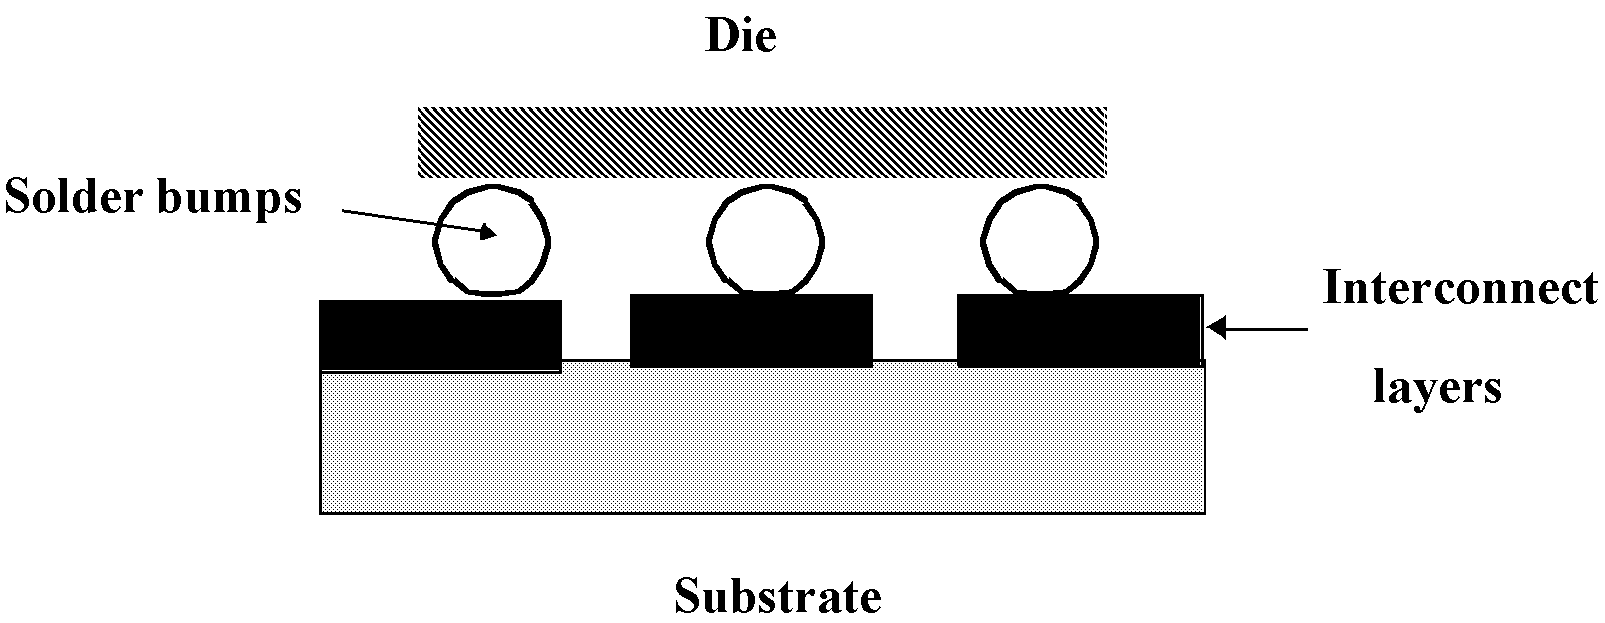 Die
Solder bumps
Interconnect
layers
Substrate